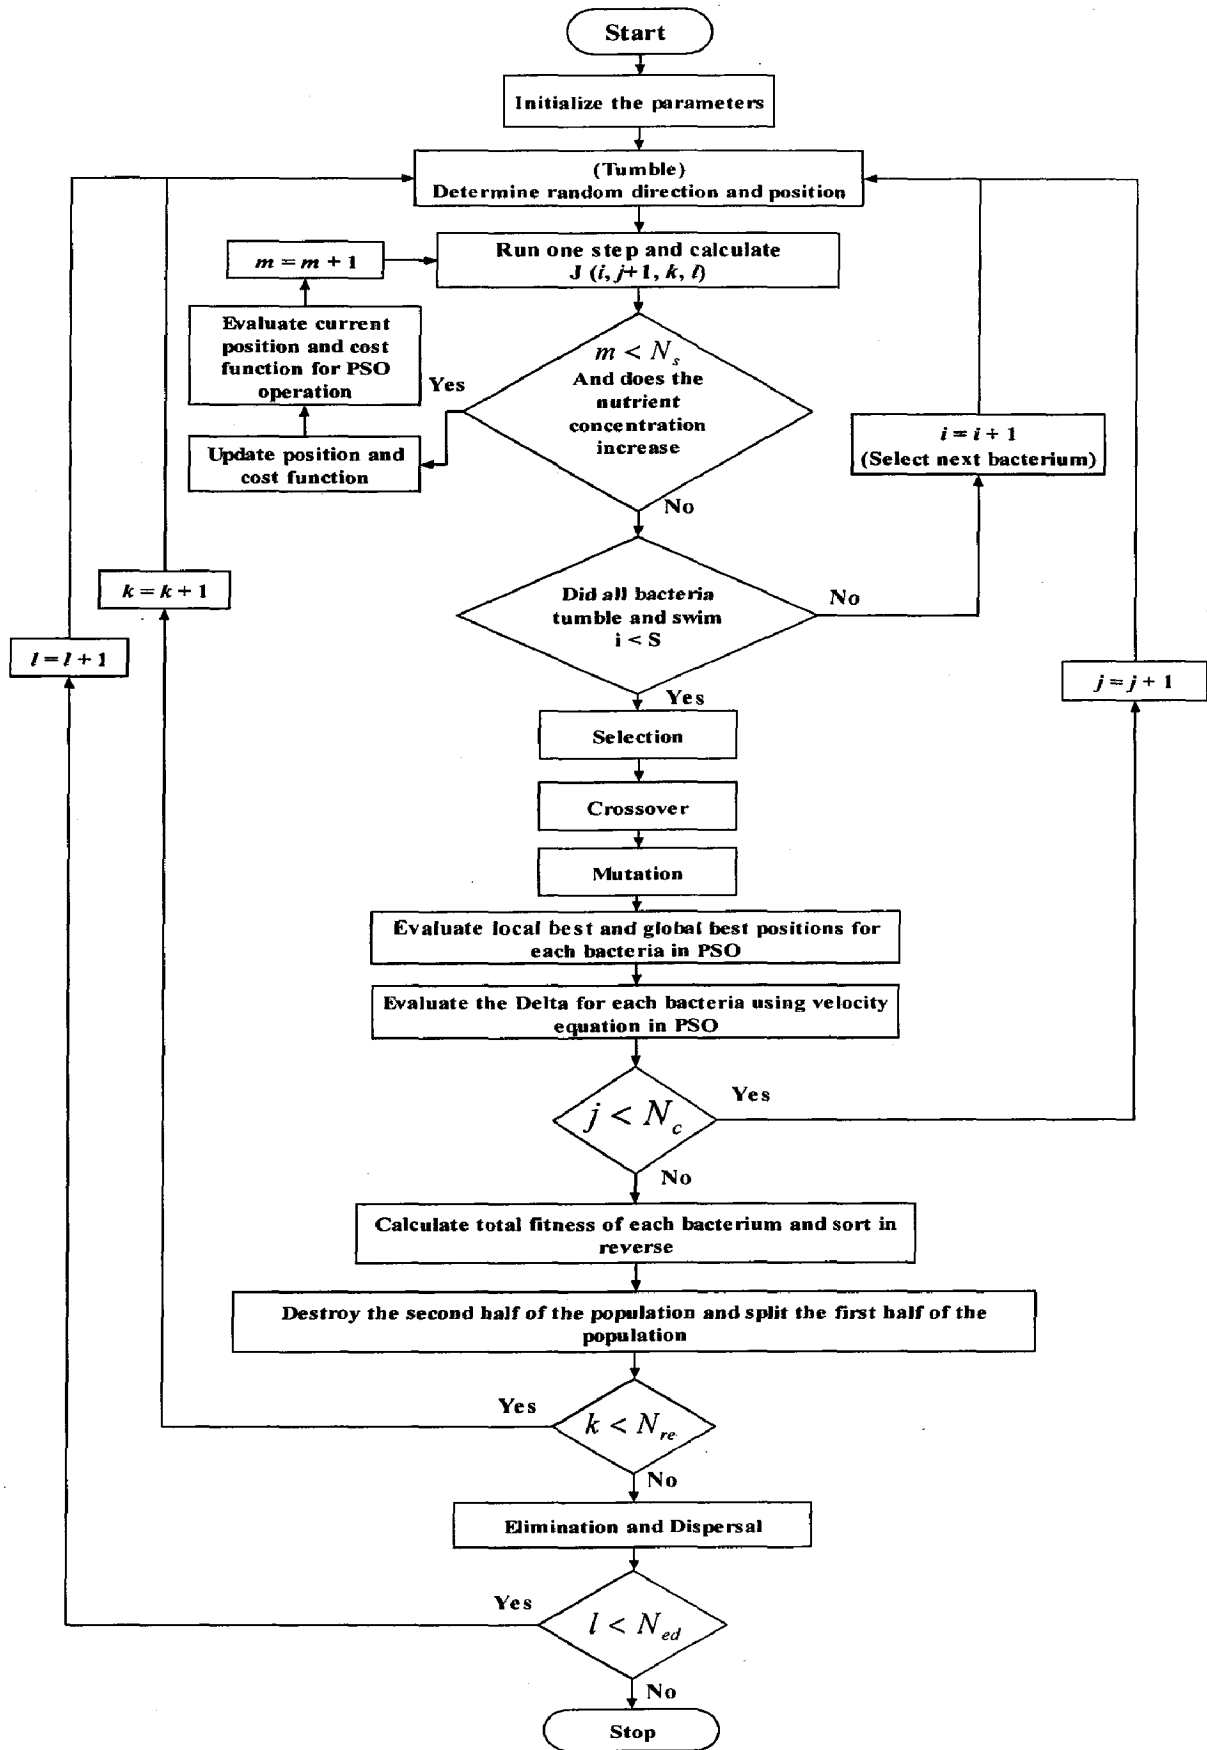 Start
Initialize the parameters
(Tumble)
Determine random direction and position
Run one step and calculate
J (i, j+1, k, l)
m = m + 1
Evaluate current
position and cost
function for PSO
operation
Update position and
cost function
Yes
m < N_s
And does the
nutrient
concentration
increase
No
i = i + 1
(Select next bacterium)
Did all bacteria
tumble and swim
i < S
No
Yes
k = k + 1
l = l + 1
j = j + 1
Selection
Crossover
Mutation
Evaluate local best and global best positions for
each bacteria in PSO
Evaluate the Delta for each bacteria using velocity
equation in PSO
j < N_c
Yes
No
Calculate total fitness of each bacterium and sort in
reverse
Destroy the second half of the population and split the first half of the
population
Yes
k < N_re
No
Elimination and Dispersal
Yes
l < N_ed
No
Stop